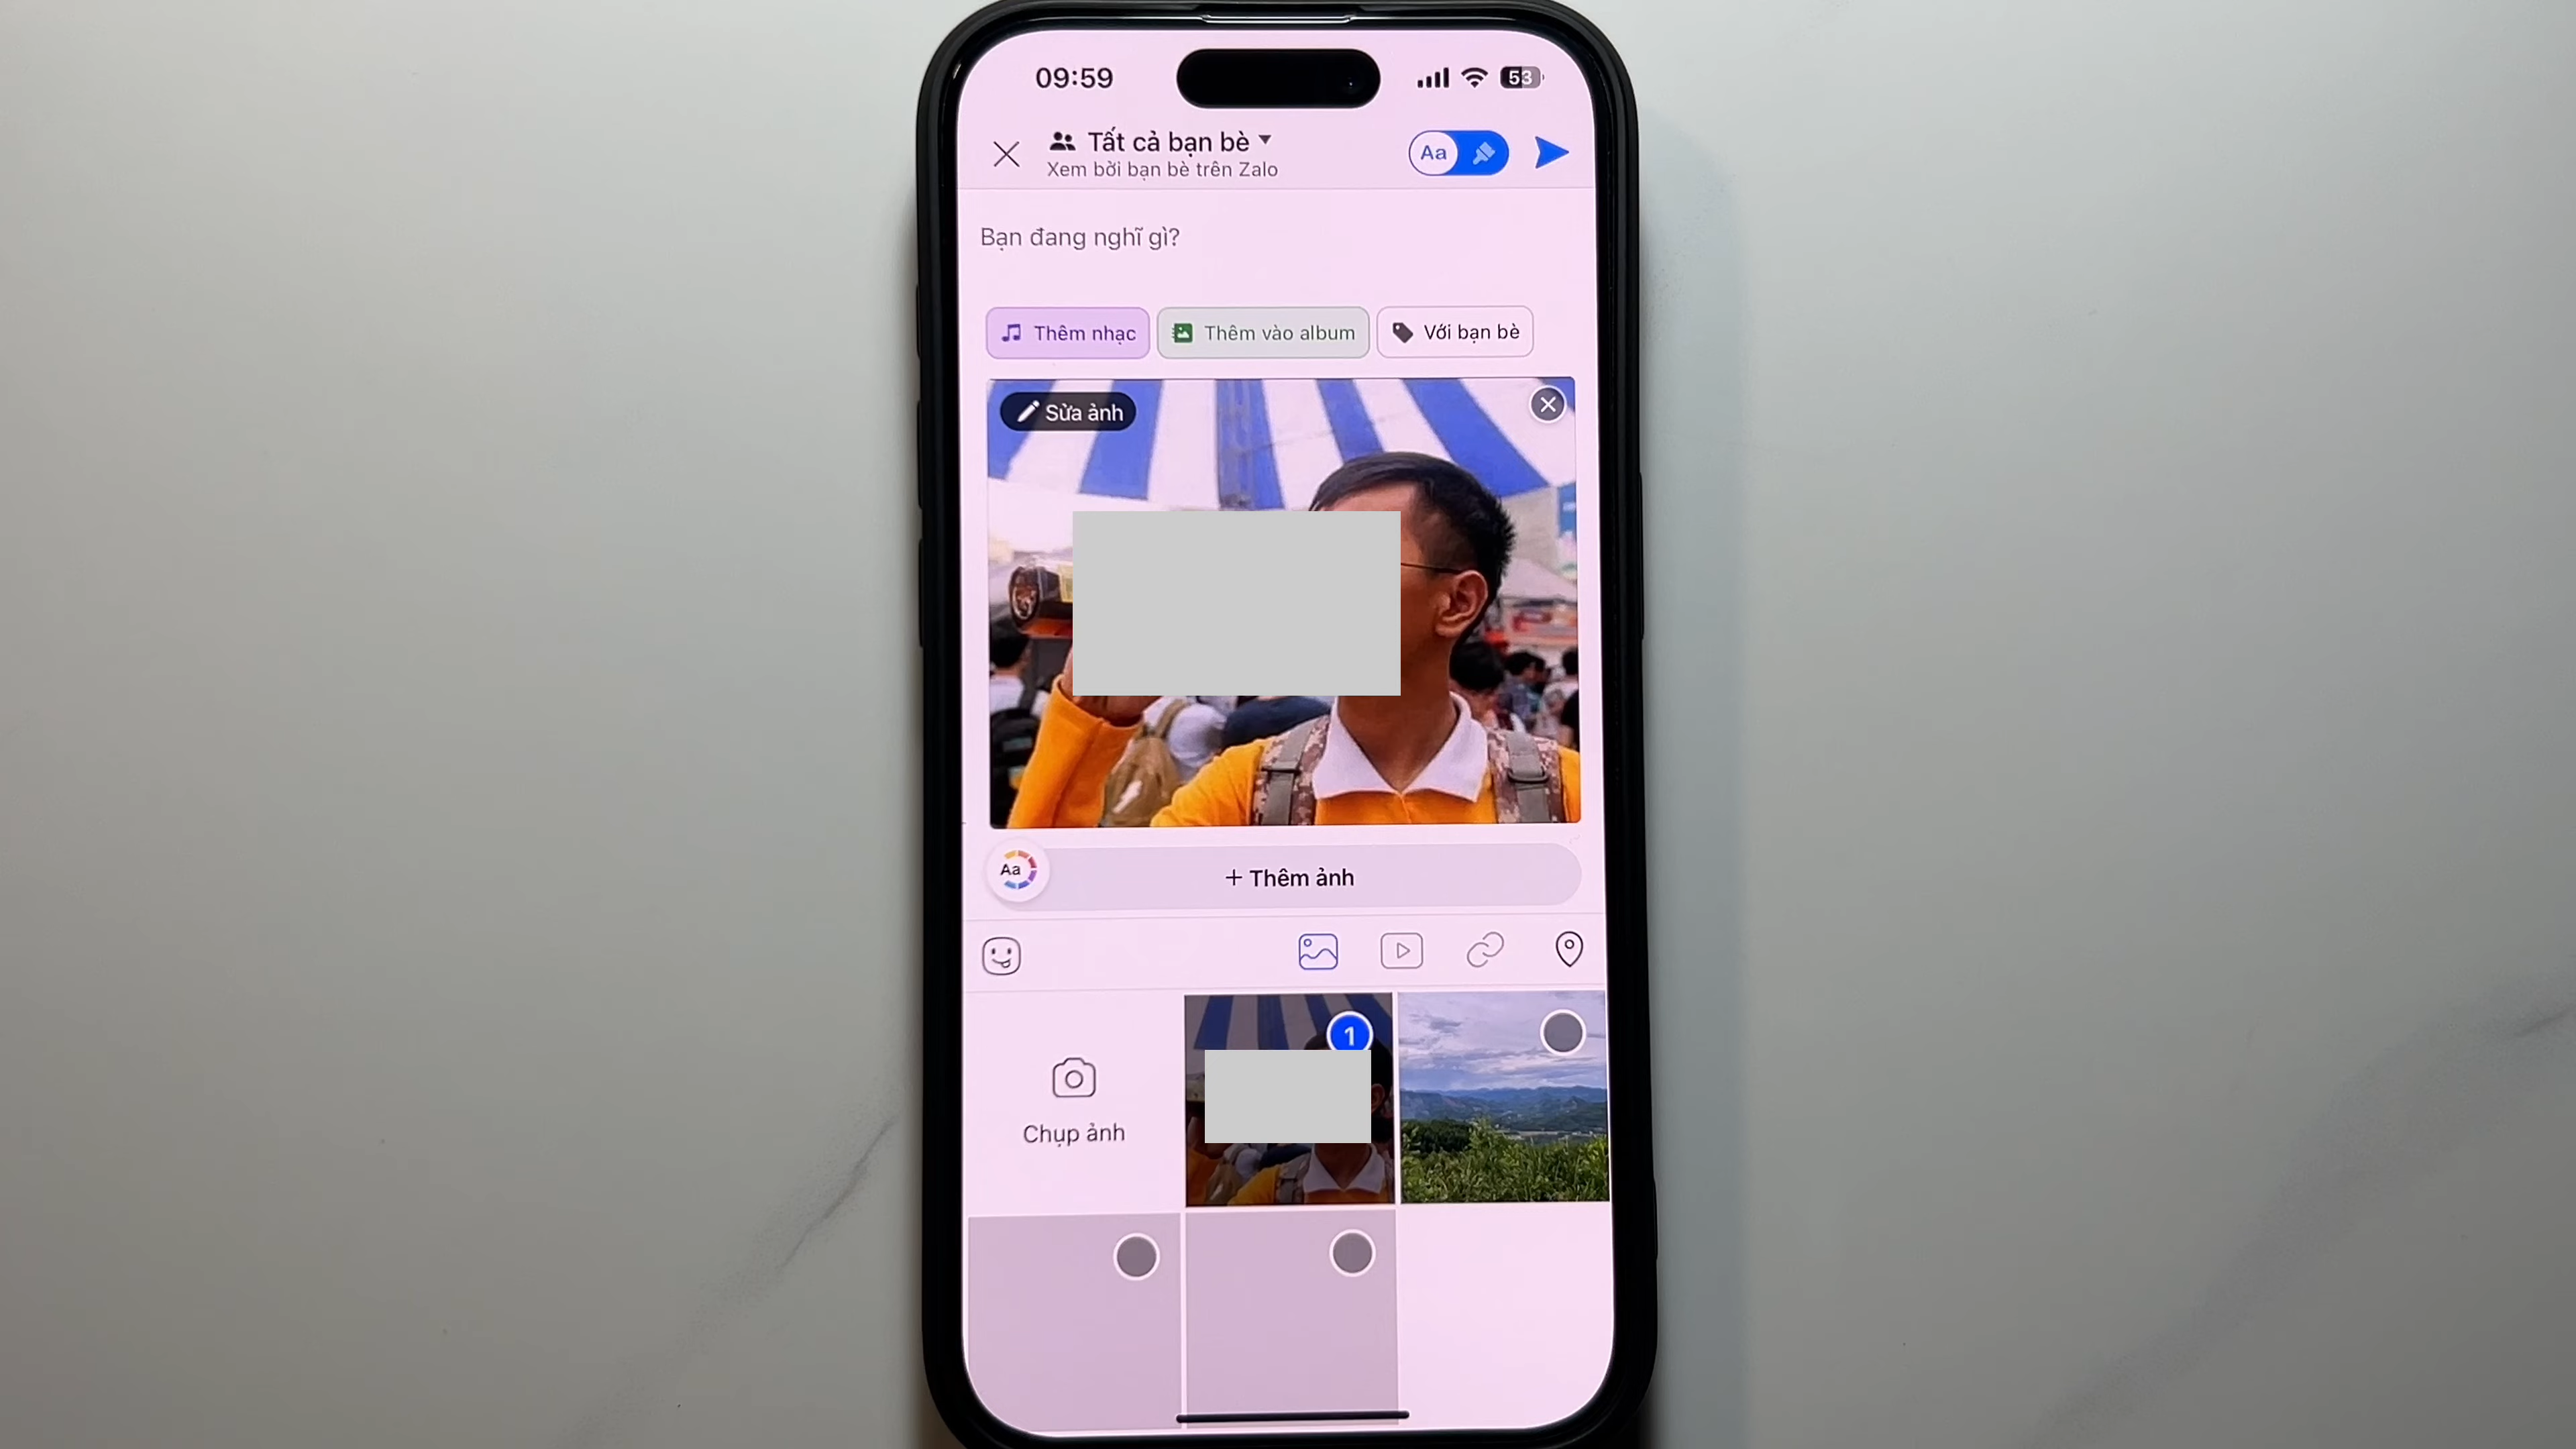 09:59
53
Tất cả bạn bè
Xem bởi bạn bè trên Zalo
Aa
Bạn đang nghĩ gì?
Thêm nhạc
Thêm vào album
Với bạn bè
Sửa ảnh
Aa
+ Thêm ảnh
1
Chụp ảnh